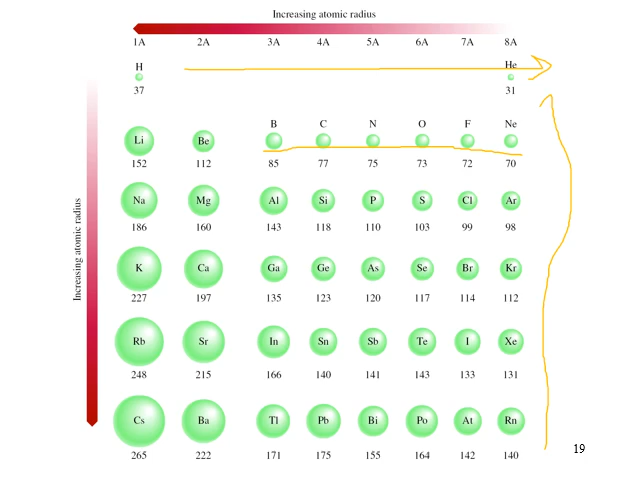 Increasing atomic radius
1A 2A 3A 4A 5A 6A 7A 8A
H He
37 31
B C N O F Ne
Li Be
152 112 85 77 75 73 72 70
Na Mg Al Si P S Cl Ar
186 160 143 118 110 103 99 98
K Ca Ga Ge As Se Br Kr
227 197 135 123 120 117 114 112
Rb Sr In Sn Sb Te I Xe
248 215 166 140 141 143 133 131
Cs Ba Tl Pb Bi Po At Rn
265 222 171 175 155 164 142 140
Increasing atomic radius
19